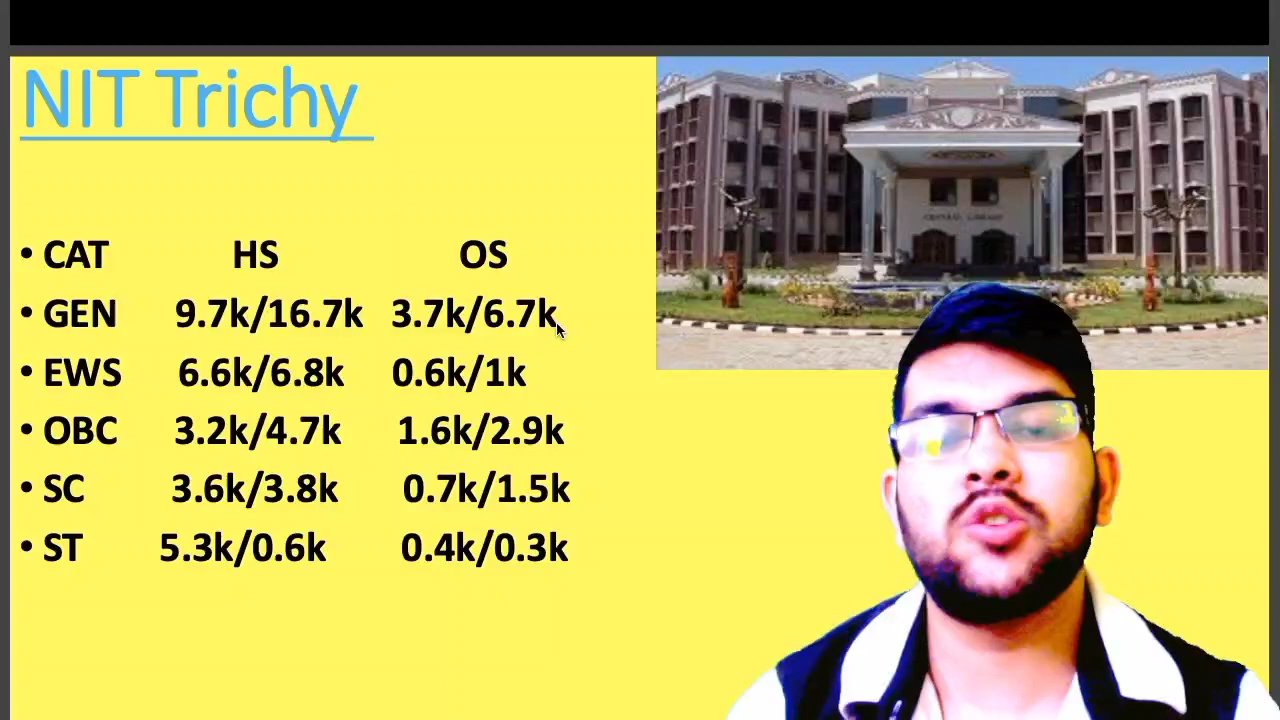 NIT Trichy
• CAT HS OS
• GEN 9.7k/16.7k 3.7k/6.7k
• EWS 6.6k/6.8k 0.6k/1k
• OBC 3.2k/4.7k 1.6k/2.9k
• SC 3.6k/3.8k 0.7k/1.5k
• ST 5.3k/0.6k 0.4k/0.3k
CENTRAL LIBRARY